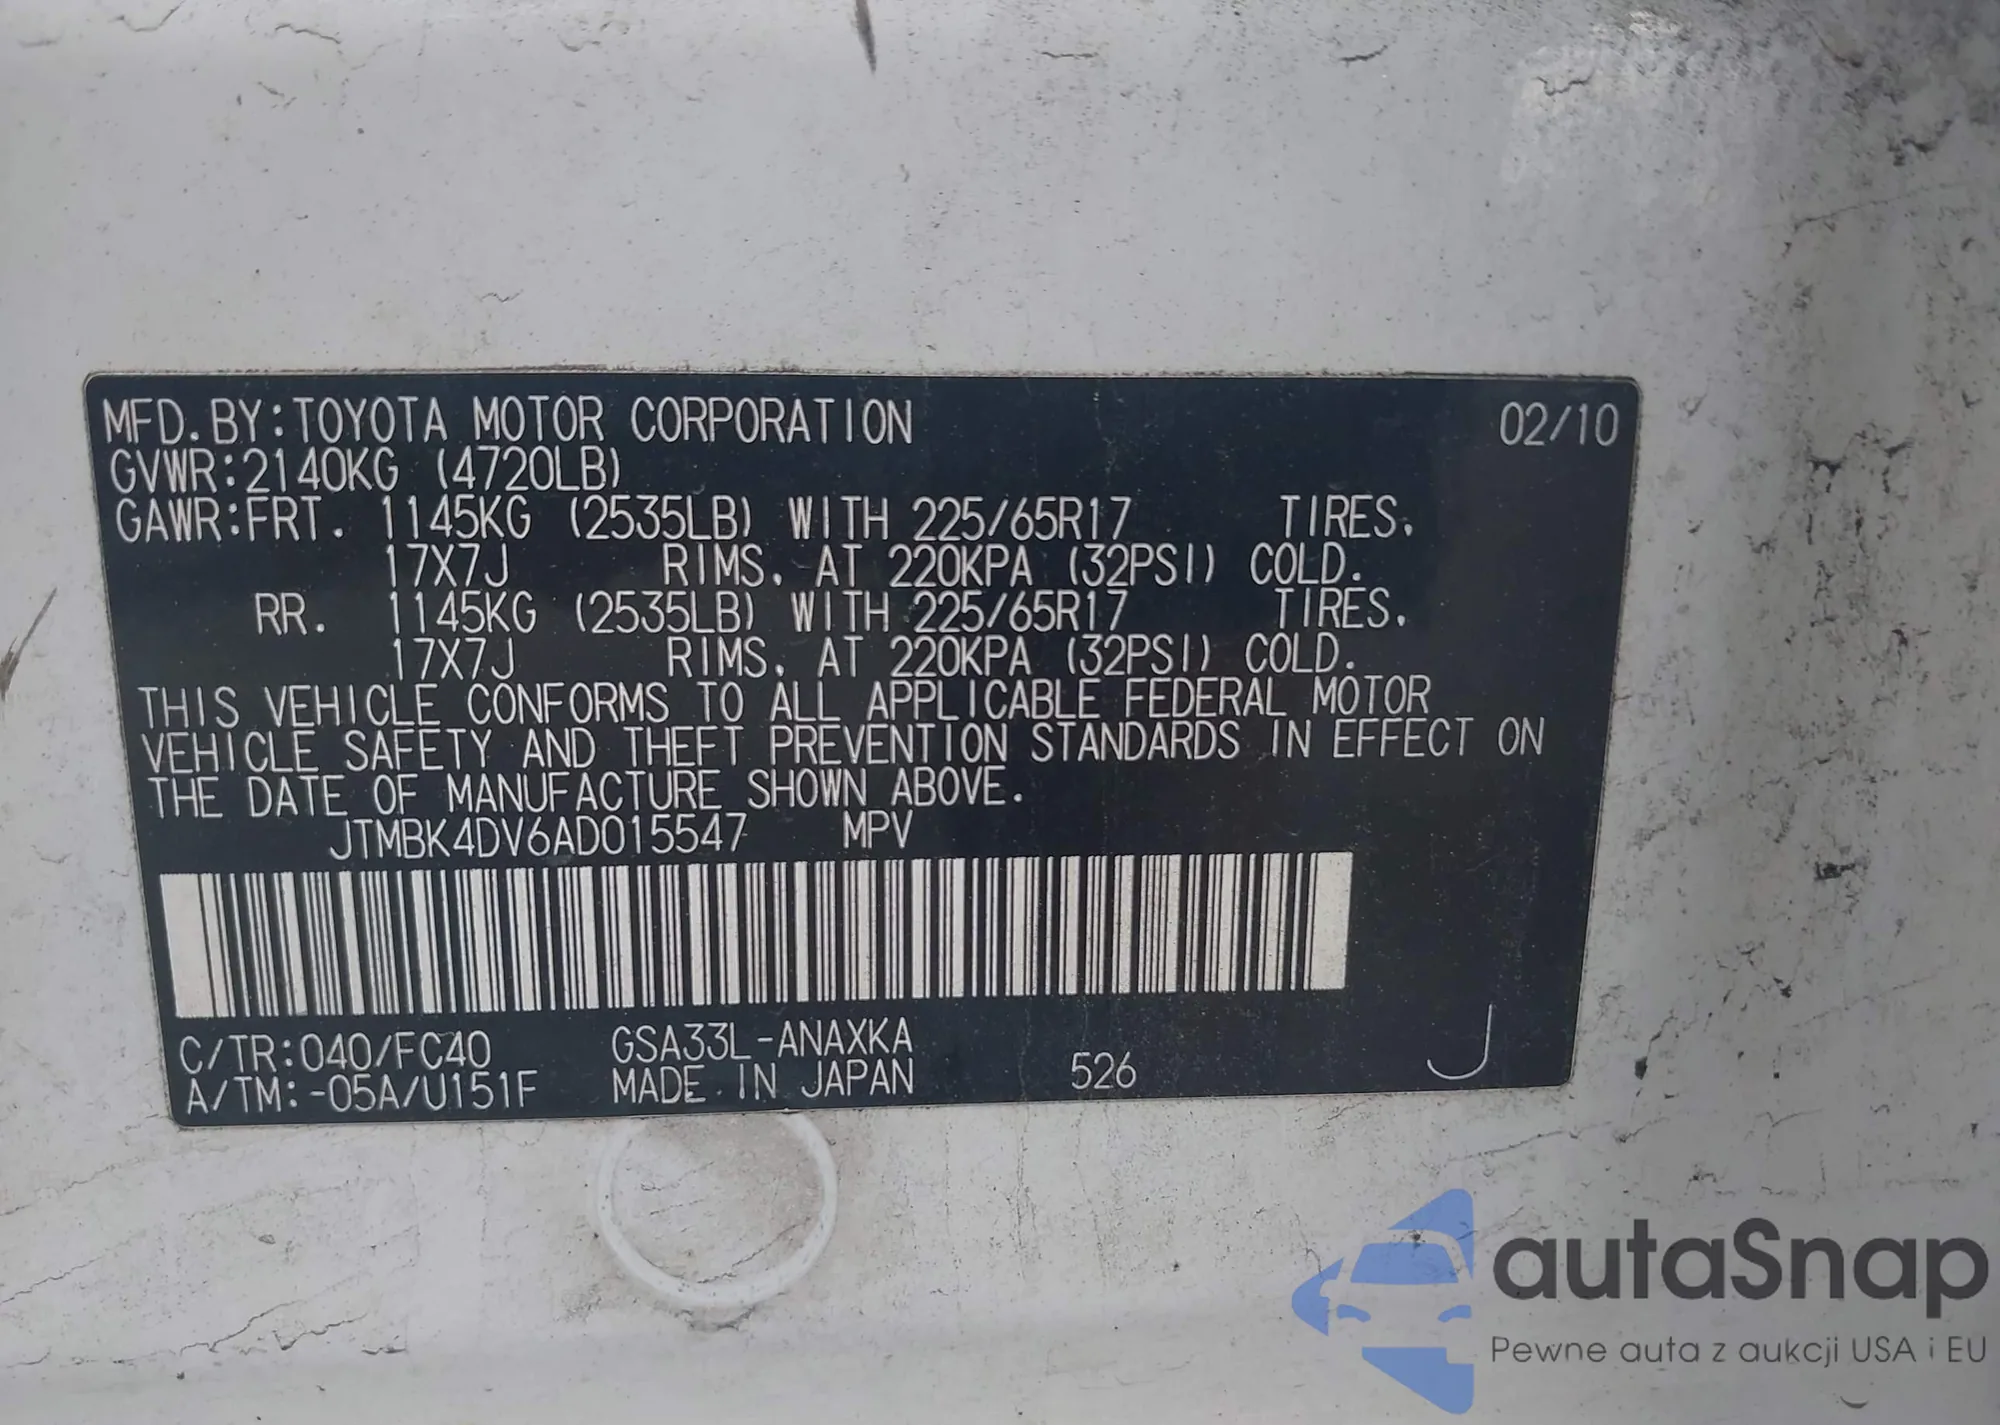 MFD. BY: TOYOTA MOTOR CORPORATION 02/10
GVWR: 2140KG (4720LB)
GAWR: FRT. 1145KG (2535LB) WITH 225/65R17 TIRES.
17X7J RIMS, AT 220KPA (32PSI) COLD.
RR. 1145KG (2535LB) WITH 225/65R17 TIRES.
17X7J RIMS, AT 220KPA (32PSI) COLD.
THIS VEHICLE CONFORMS TO ALL APPLICABLE FEDERAL MOTOR
VEHICLE SAFETY AND THEFT PREVENTION STANDARDS IN EFFECT ON
THE DATE OF MANUFACTURE SHOWN ABOVE.
JTMBK4DV6AD015547 MPV
C/TR: 040/FC40 GSA33L-ANAXKA
A/TM: -05A/U151F MADE IN JAPAN 526 J
autaSnap
Pewne auta z aukcji USA i EU